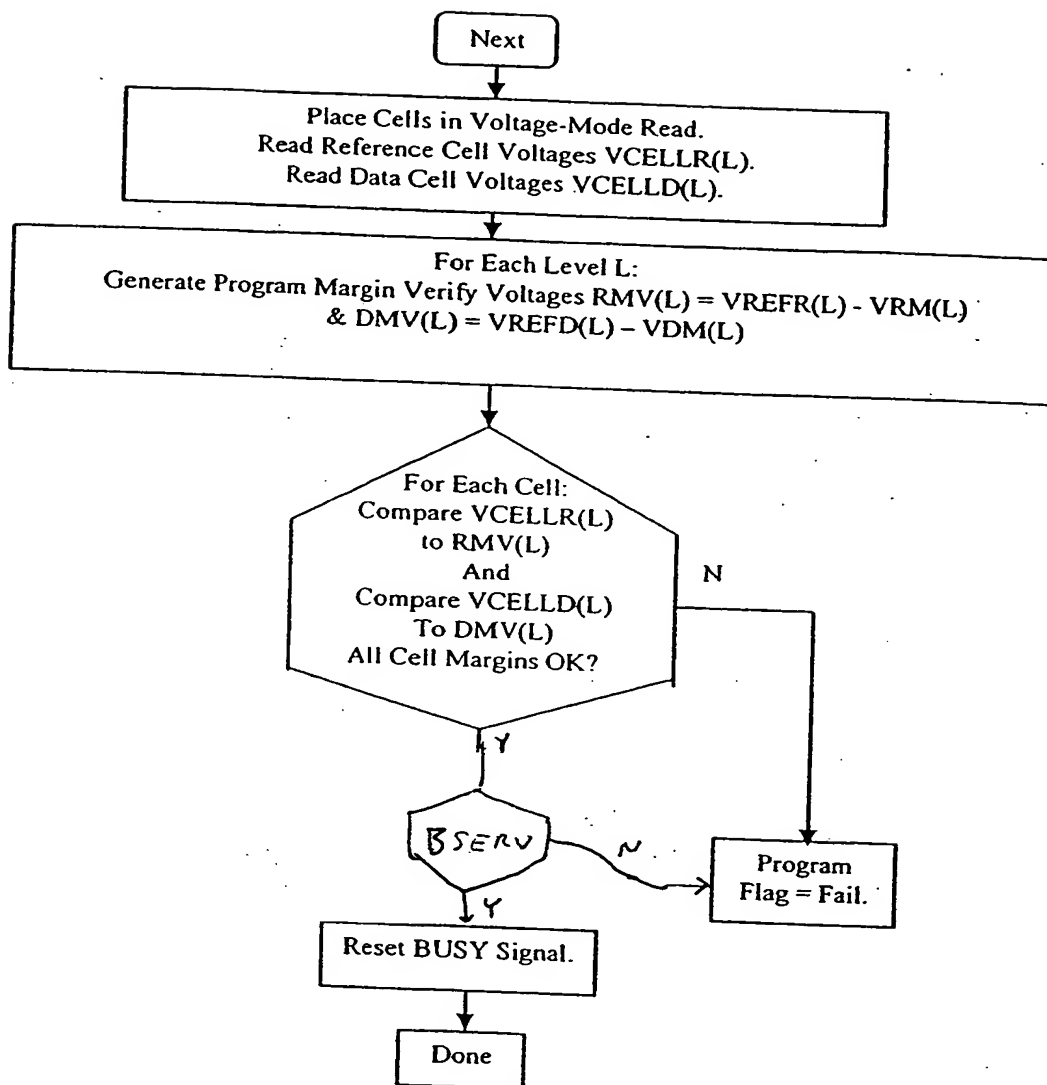 Next
Place Cells in Voltage-Mode Read.
Read Reference Cell Voltages VCELLR(L).
Read Data Cell Voltages VCELLD(L).
For Each Level L:
Generate Program Margin Verify Voltages RMV(L) = VREFR(L) - VRM(L)
& DMV(L) = VREFD(L) – VDM(L)
For Each Cell:
Compare VCELLR(L)
to RMV(L)
And
Compare VCELLD(L)
To DMV(L)
All Cell Margins OK?
N
Y
BSERV
N
Y
Program
Flag = Fail.
Reset BUSY Signal.
Done